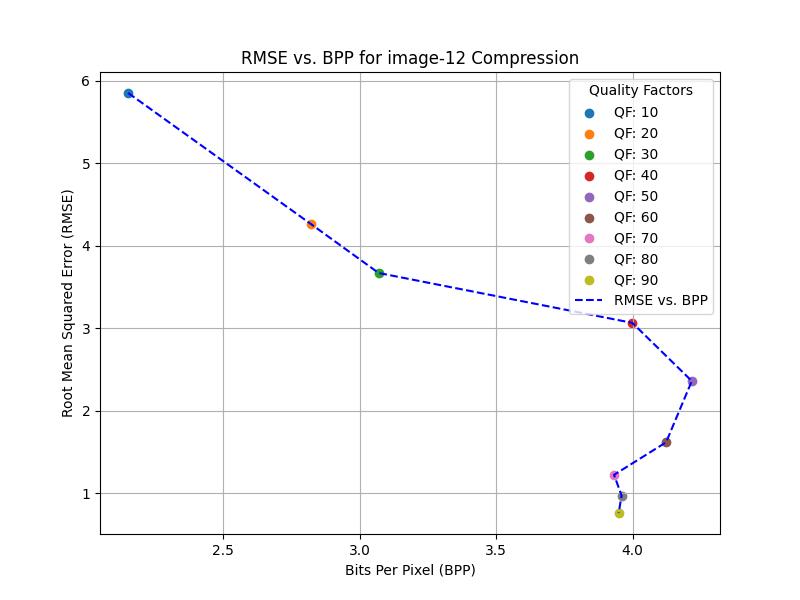 RMSE vs. BPP for image-12 Compression
Root Mean Squared Error (RMSE)
6
5
4
3
2
1
Quality Factors
QF: 10
QF: 20
QF: 30
QF: 40
QF: 50
QF: 60
QF: 70
QF: 80
QF: 90
RMSE vs. BPP
2.5 3.0 3.5 4.0
Bits Per Pixel (BPP)